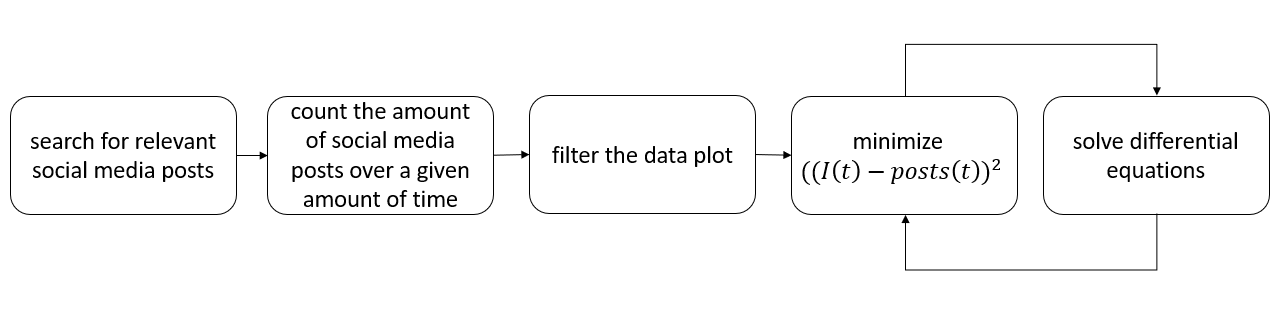 search for relevant
social media posts
count the amount
of social media
posts over a given
amount of time
filter the data plot
minimize
((I(t) − posts(t))²
solve differential
equations